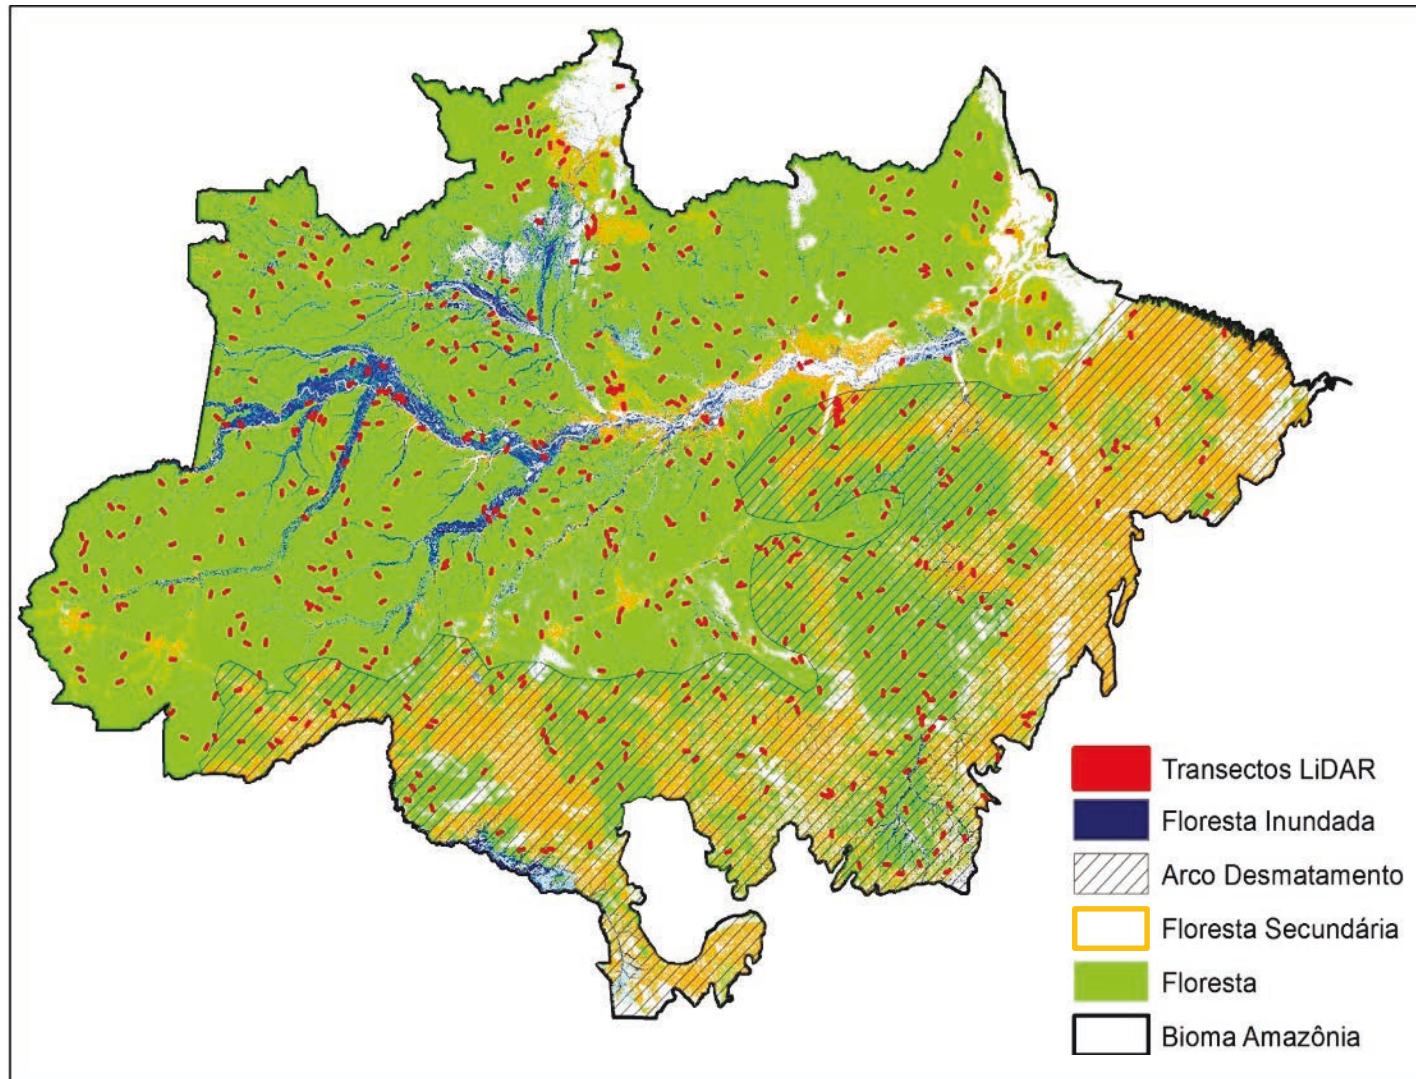 Transectos LiDAR
Floresta Inundada
Arco Desmatamento
Floresta Secundária
Floresta
Bioma Amazônia